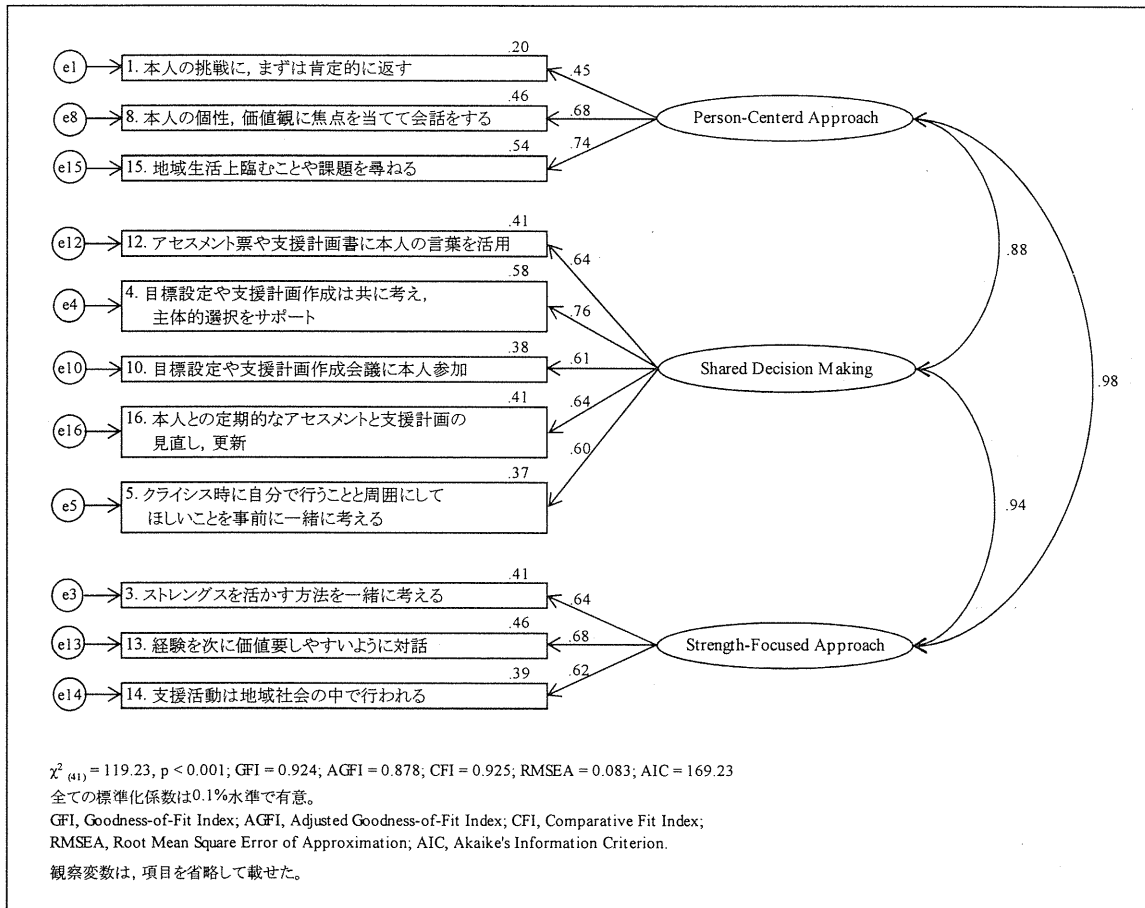 .20
e1
1. 本人の挑戦に, まずは肯定的に返す
.45
.46
e8
8. 本人の個性, 価値観に焦点を当てて会話をする
.68
Person-Centerd Approach
.54
e15
15. 地域生活上臨むことや課題を尋ねる
.74
.41
e12
12. アセスメント票や支援計画書に本人の言葉を活用
.64
.58
e4
4. 目標設定や支援計画作成は共に考え,
主体的選択をサポート
.76
.38
e10
10. 目標設定や支援計画作成会議に本人参加
.61
Shared Decision Making
.41
e16
16. 本人との定期的なアセスメントと支援計画の
見直し, 更新
.64
.37
e5
5. クライシス時に自分で行うことと周囲にして
ほしいことを事前に一緒に考える
.60
.88
.98
.94
.41
e3
3. ストレングスを活かす方法を一緒に考える
.64
.46
e13
13. 経験を次に価値要しやすいように対話
.68
Strength-Focused Approach
.39
e14
14. 支援活動は地域社会の中で行われる
.62
χ² (41) = 119.23, p < 0.001; GFI = 0.924; AGFI = 0.878; CFI = 0.925; RMSEA = 0.083; AIC = 169.23
全ての標準化係数は0.1%水準で有意。
GFI, Goodness-of-Fit Index; AGFI, Adjusted Goodness-of-Fit Index; CFI, Comparative Fit Index;
RMSEA, Root Mean Square Error of Approximation; AIC, Akaike's Information Criterion.
観察変数は, 項目を省略して載せた。